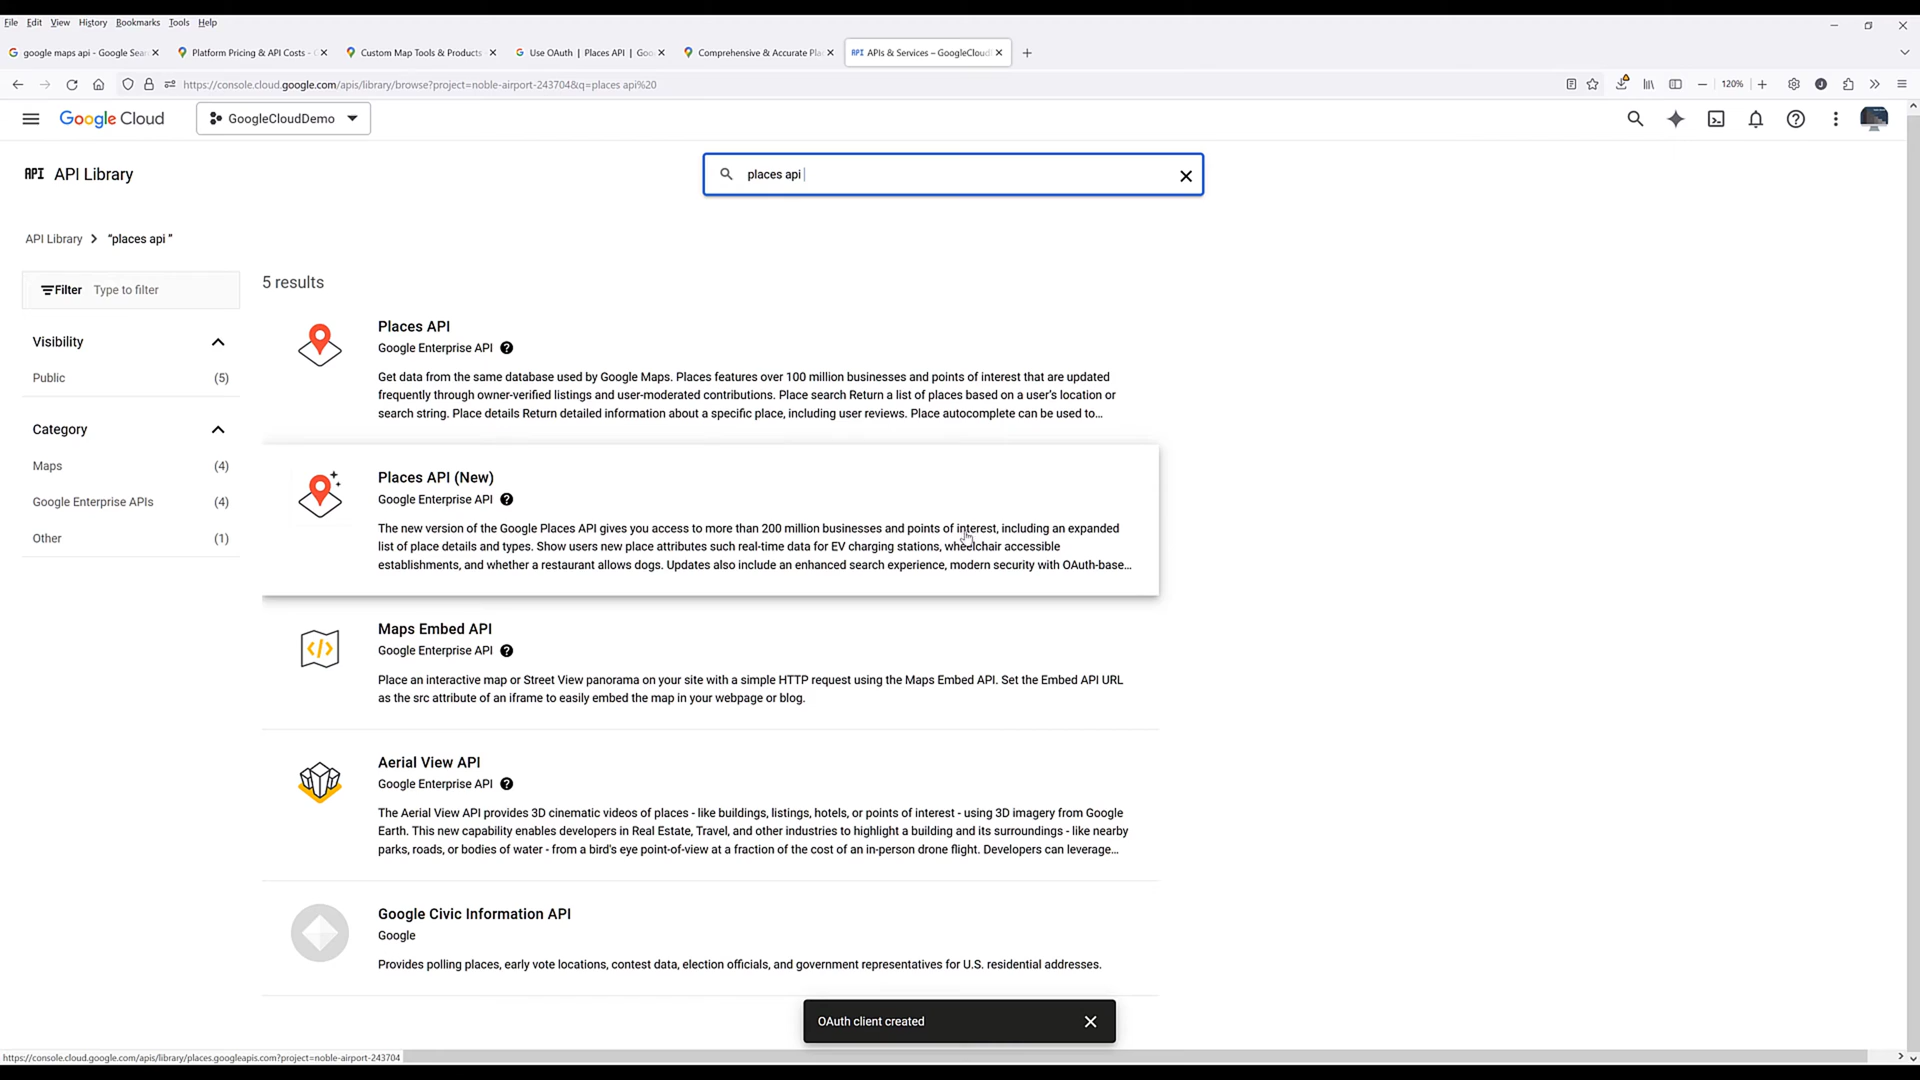 File Edit View History Bookmarks Tools Help
google maps api - Google Sea
Platform Pricing & API Costs -
Custom Map Tools & Products
Use OAuth | Places API | Goo
Comprehensive & Accurate Pla
API APIs & Services – GoogleCloud
https://console.cloud.google.com/apis/library/browse?project=noble-airport-243704&q=places api%20
120%
Google Cloud
GoogleCloudDemo
API API Library
places api
API Library > "places api "
Filter Type to filter
Visibility
Public (5)
Category
Maps (4)
Google Enterprise APIs (4)
Other (1)
5 results
Places API
Google Enterprise API
Get data from the same database used by Google Maps. Places features over 100 million businesses and points of interest that are updated
frequently through owner-verified listings and user-moderated contributions. Place search Return a list of places based on a user's location or
search string. Place details Return detailed information about a specific place, including user reviews. Place autocomplete can be used to...
Places API (New)
Google Enterprise API
The new version of the Google Places API gives you access to more than 200 million businesses and points of interest, including an expanded
list of place details and types. Show users new place attributes such real-time data for EV charging stations, wheelchair accessible
establishments, and whether a restaurant allows dogs. Updates also include an enhanced search experience, modern security with OAuth-base...
Maps Embed API
Google Enterprise API
Place an interactive map or Street View panorama on your site with a simple HTTP request using the Maps Embed API. Set the Embed API URL
as the src attribute of an iframe to easily embed the map in your webpage or blog.
Aerial View API
Google Enterprise API
The Aerial View API provides 3D cinematic videos of places - like buildings, listings, hotels, or points of interest - using 3D imagery from Google
Earth. This new capability enables developers in Real Estate, Travel, and other industries to highlight a building and its surroundings - like nearby
parks, roads, or bodies of water - from a bird's eye point-of-view at a fraction of the cost of an in-person drone flight. Developers can leverage...
Google Civic Information API
Google
Provides polling places, early vote locations, contest data, election officials, and government representatives for U.S. residential addresses.
OAuth client created
https://console.cloud.google.com/apis/library/places.googleapis.com?project=noble-airport-243704